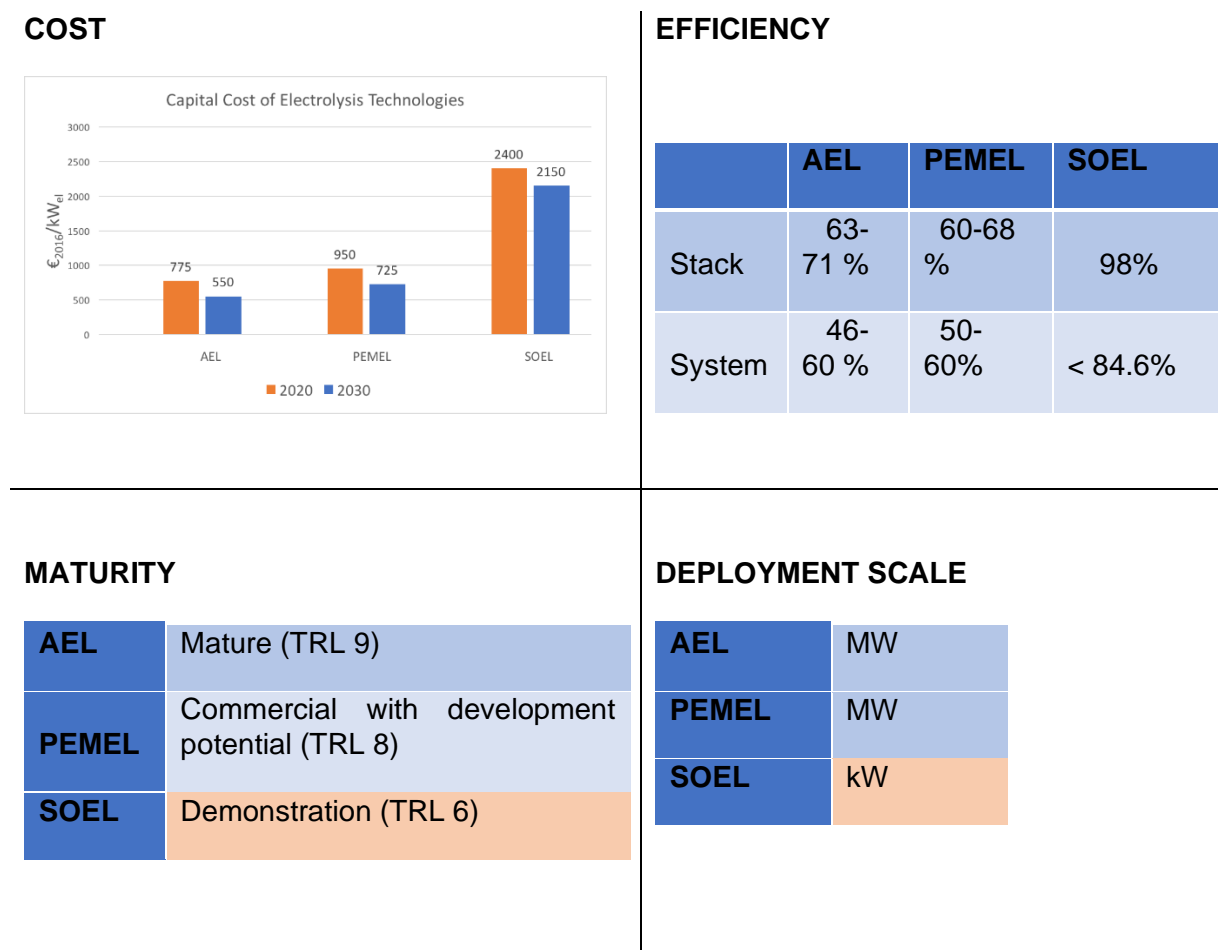 COST
Capital Cost of Electrolysis Technologies
€2016/kWel
3000
2500
2000
1500
1000
500
0
775
550
950
725
2400
2150
AEL PEMEL SOEL
2020 2030
EFFICIENCY
AEL PEMEL SOEL
Stack
63-
71 %
60-68
%
98%
System
46-
60 %
50-
60%
< 84.6%
MATURITY
AEL Mature (TRL 9)
PEMEL
Commercial with development
potential (TRL 8)
SOEL Demonstration (TRL 6)
DEPLOYMENT SCALE
AEL MW
PEMEL MW
SOEL kW